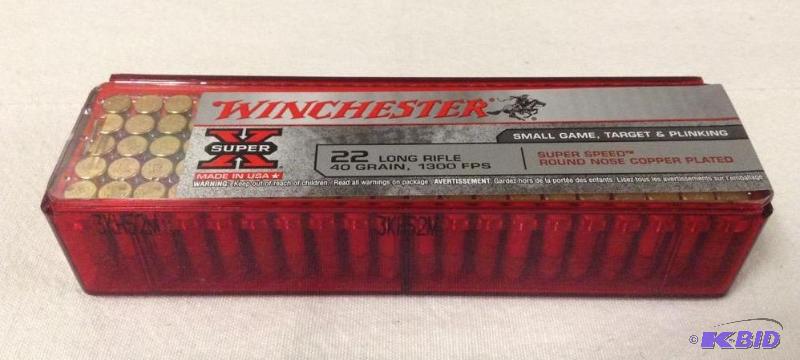 WINCHESTER
SMALL GAME, TARGET & PLINKING
SUPER X
22 LONG RIFLE
40 GRAIN, 1300 FPS
SUPER SPEED™
ROUND NOSE COPPER PLATED
MADE IN USA★
WARNING: Keep out of reach of children. Read all warnings on package. AVERTISSEMENT: Gardez-hors de la portée des enfants. Lisez tous les avertissements sur l'emballage
3KH52M 3KH52M
© K-BID